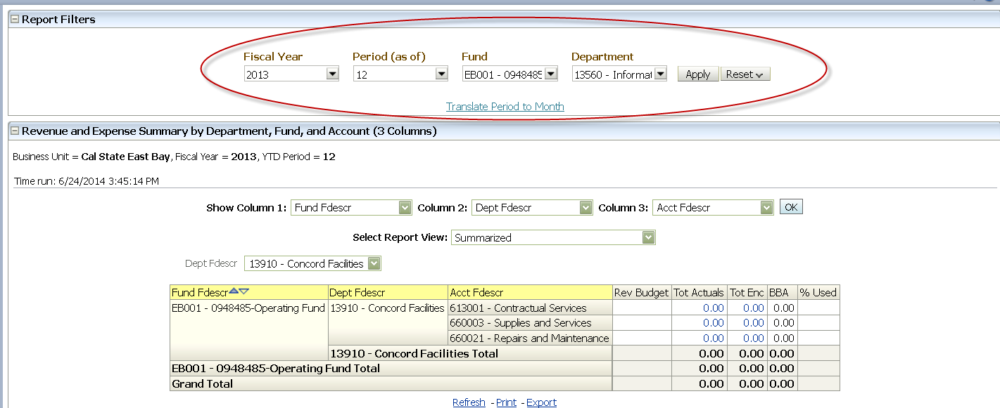 Report Filters
Fiscal Year Period (as of) Fund Department
2013 12 EB001 - 0948485 13560 - Informat Apply Reset
Translate Period to Month
Revenue and Expense Summary by Department, Fund, and Account (3 Columns)
Business Unit = Cal State East Bay, Fiscal Year = 2013, YTD Period = 12
Time run: 6/24/2014 3:45:14 PM
Show Column 1: Fund Fdescr Column 2: Dept Fdescr Column 3: Acct Fdescr OK
Select Report View: Summarized
Dept Fdescr 13910 - Concord Facilities
Fund Fdescr Dept Fdescr Acct Fdescr Rev Budget Tot Actuals Tot Enc BBA % Used
EB001 - 0948485-Operating Fund 13910 - Concord Facilities 613001 - Contractual Services 0.00 0.00 0.00
660003 - Supplies and Services 0.00 0.00 0.00
660021 - Repairs and Maintenance 0.00 0.00 0.00
13910 - Concord Facilities Total 0.00 0.00 0.00
EB001 - 0948485-Operating Fund Total 0.00 0.00 0.00
Grand Total 0.00 0.00 0.00
Refresh - Print - Export